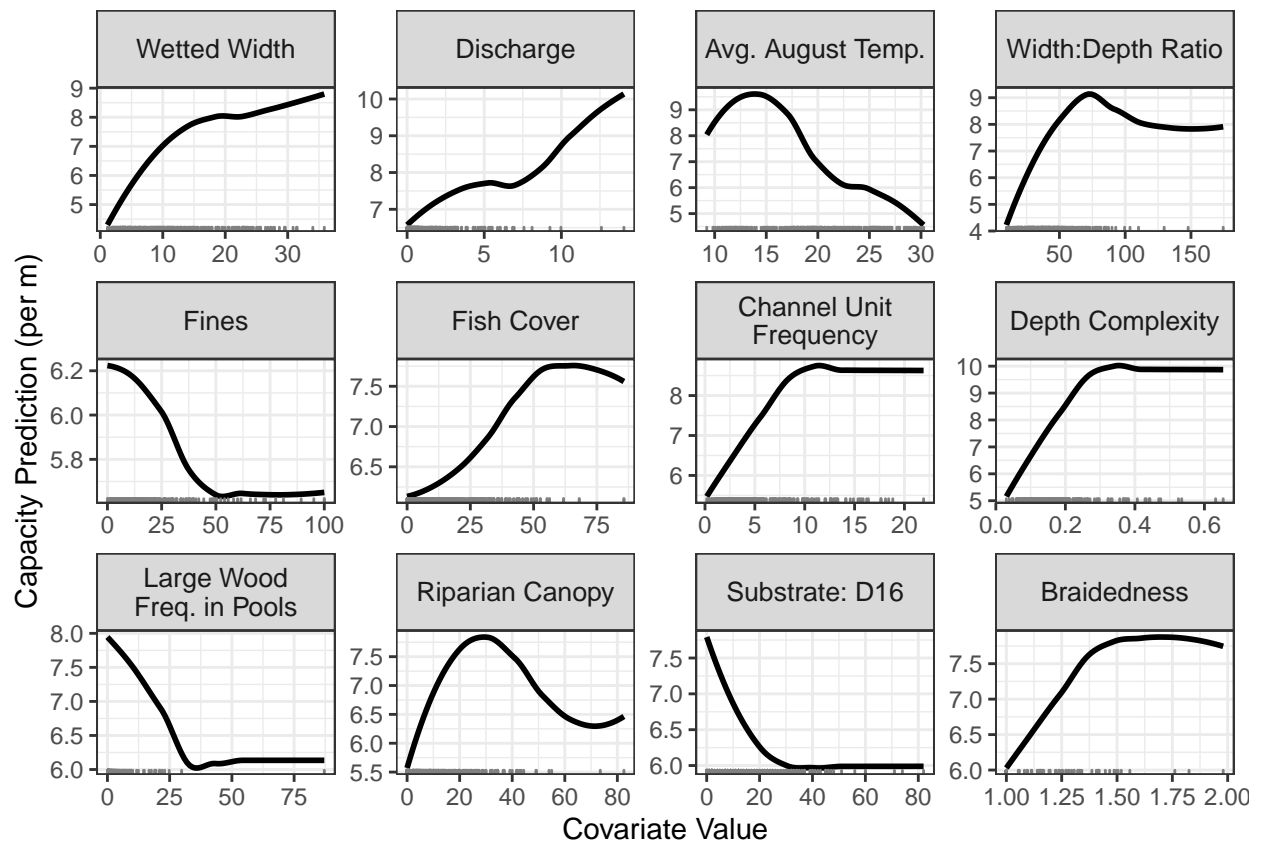 Wetted Width
Discharge
Avg. August Temp.
Width:Depth Ratio
9
8
7
6
5
0 10 20 30
10
9
8
7
0 5 10
9
8
7
6
5
10 15 20 25 30
9
8
7
6
5
4
50 100 150
Fines
Fish Cover
Channel Unit
Frequency
Depth Complexity
6.2
6.0
5.8
0 25 50 75 100
7.5
7.0
6.5
0 25 50 75
8
7
6
0 5 10 15 20
10
9
8
7
6
5
0.0 0.2 0.4 0.6
Large Wood
Freq. in Pools
Riparian Canopy
Substrate: D16
Braidedness
8.0
7.5
7.0
6.5
6.0
0 25 50 75
7.5
7.0
6.5
6.0
5.5
0 20 40 60 80
7.5
7.0
6.5
6.0
0 20 40 60 80
7.5
7.0
6.5
6.0
1.00 1.25 1.50 1.75 2.00
Capacity Prediction (per m)
Covariate Value